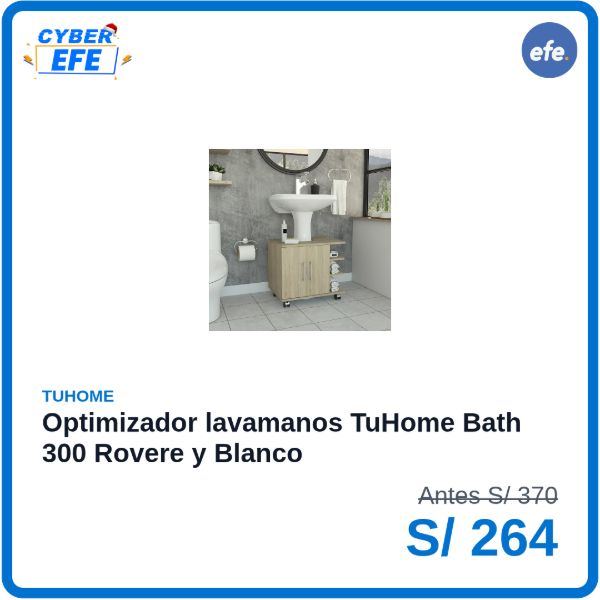 CYBER
EFE
efe.
TUHOME
Optimizador lavamanos TuHome Bath
300 Rovere y Blanco
Antes S/ 370
S/ 264